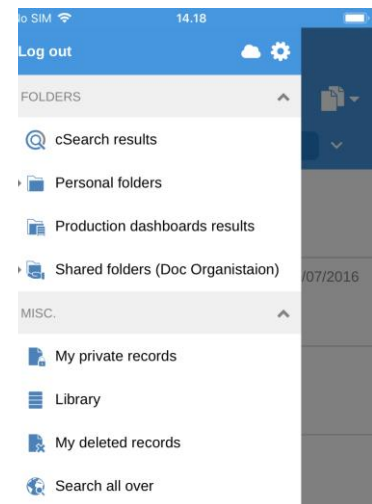 No SIM 14.18
Log out
FOLDERS
cSearch results
Personal folders
Production dashboards results
Shared folders (Doc Organistaion)
/07/2016
MISC.
My private records
Library
My deleted records
Search all over